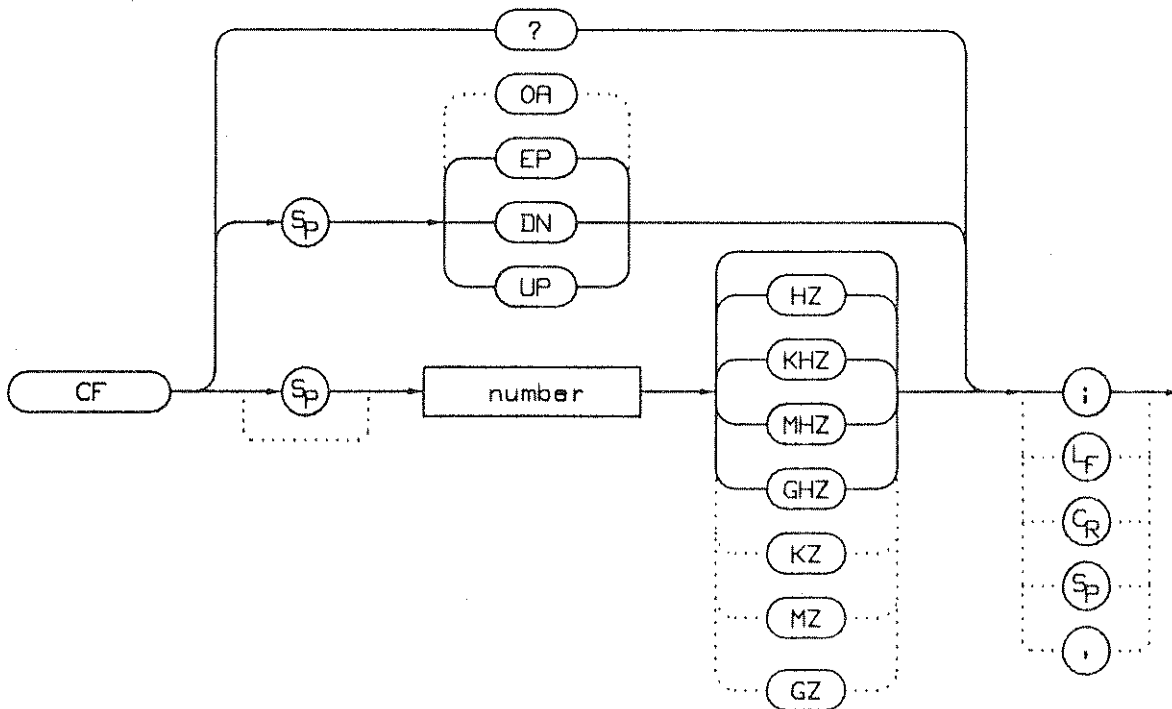 ?
OA
EP
SP
DN
UP
HZ
KHZ
CF
SP
number
MHZ
GHZ
KZ
MZ
GZ
;
LF
CR
SP
,